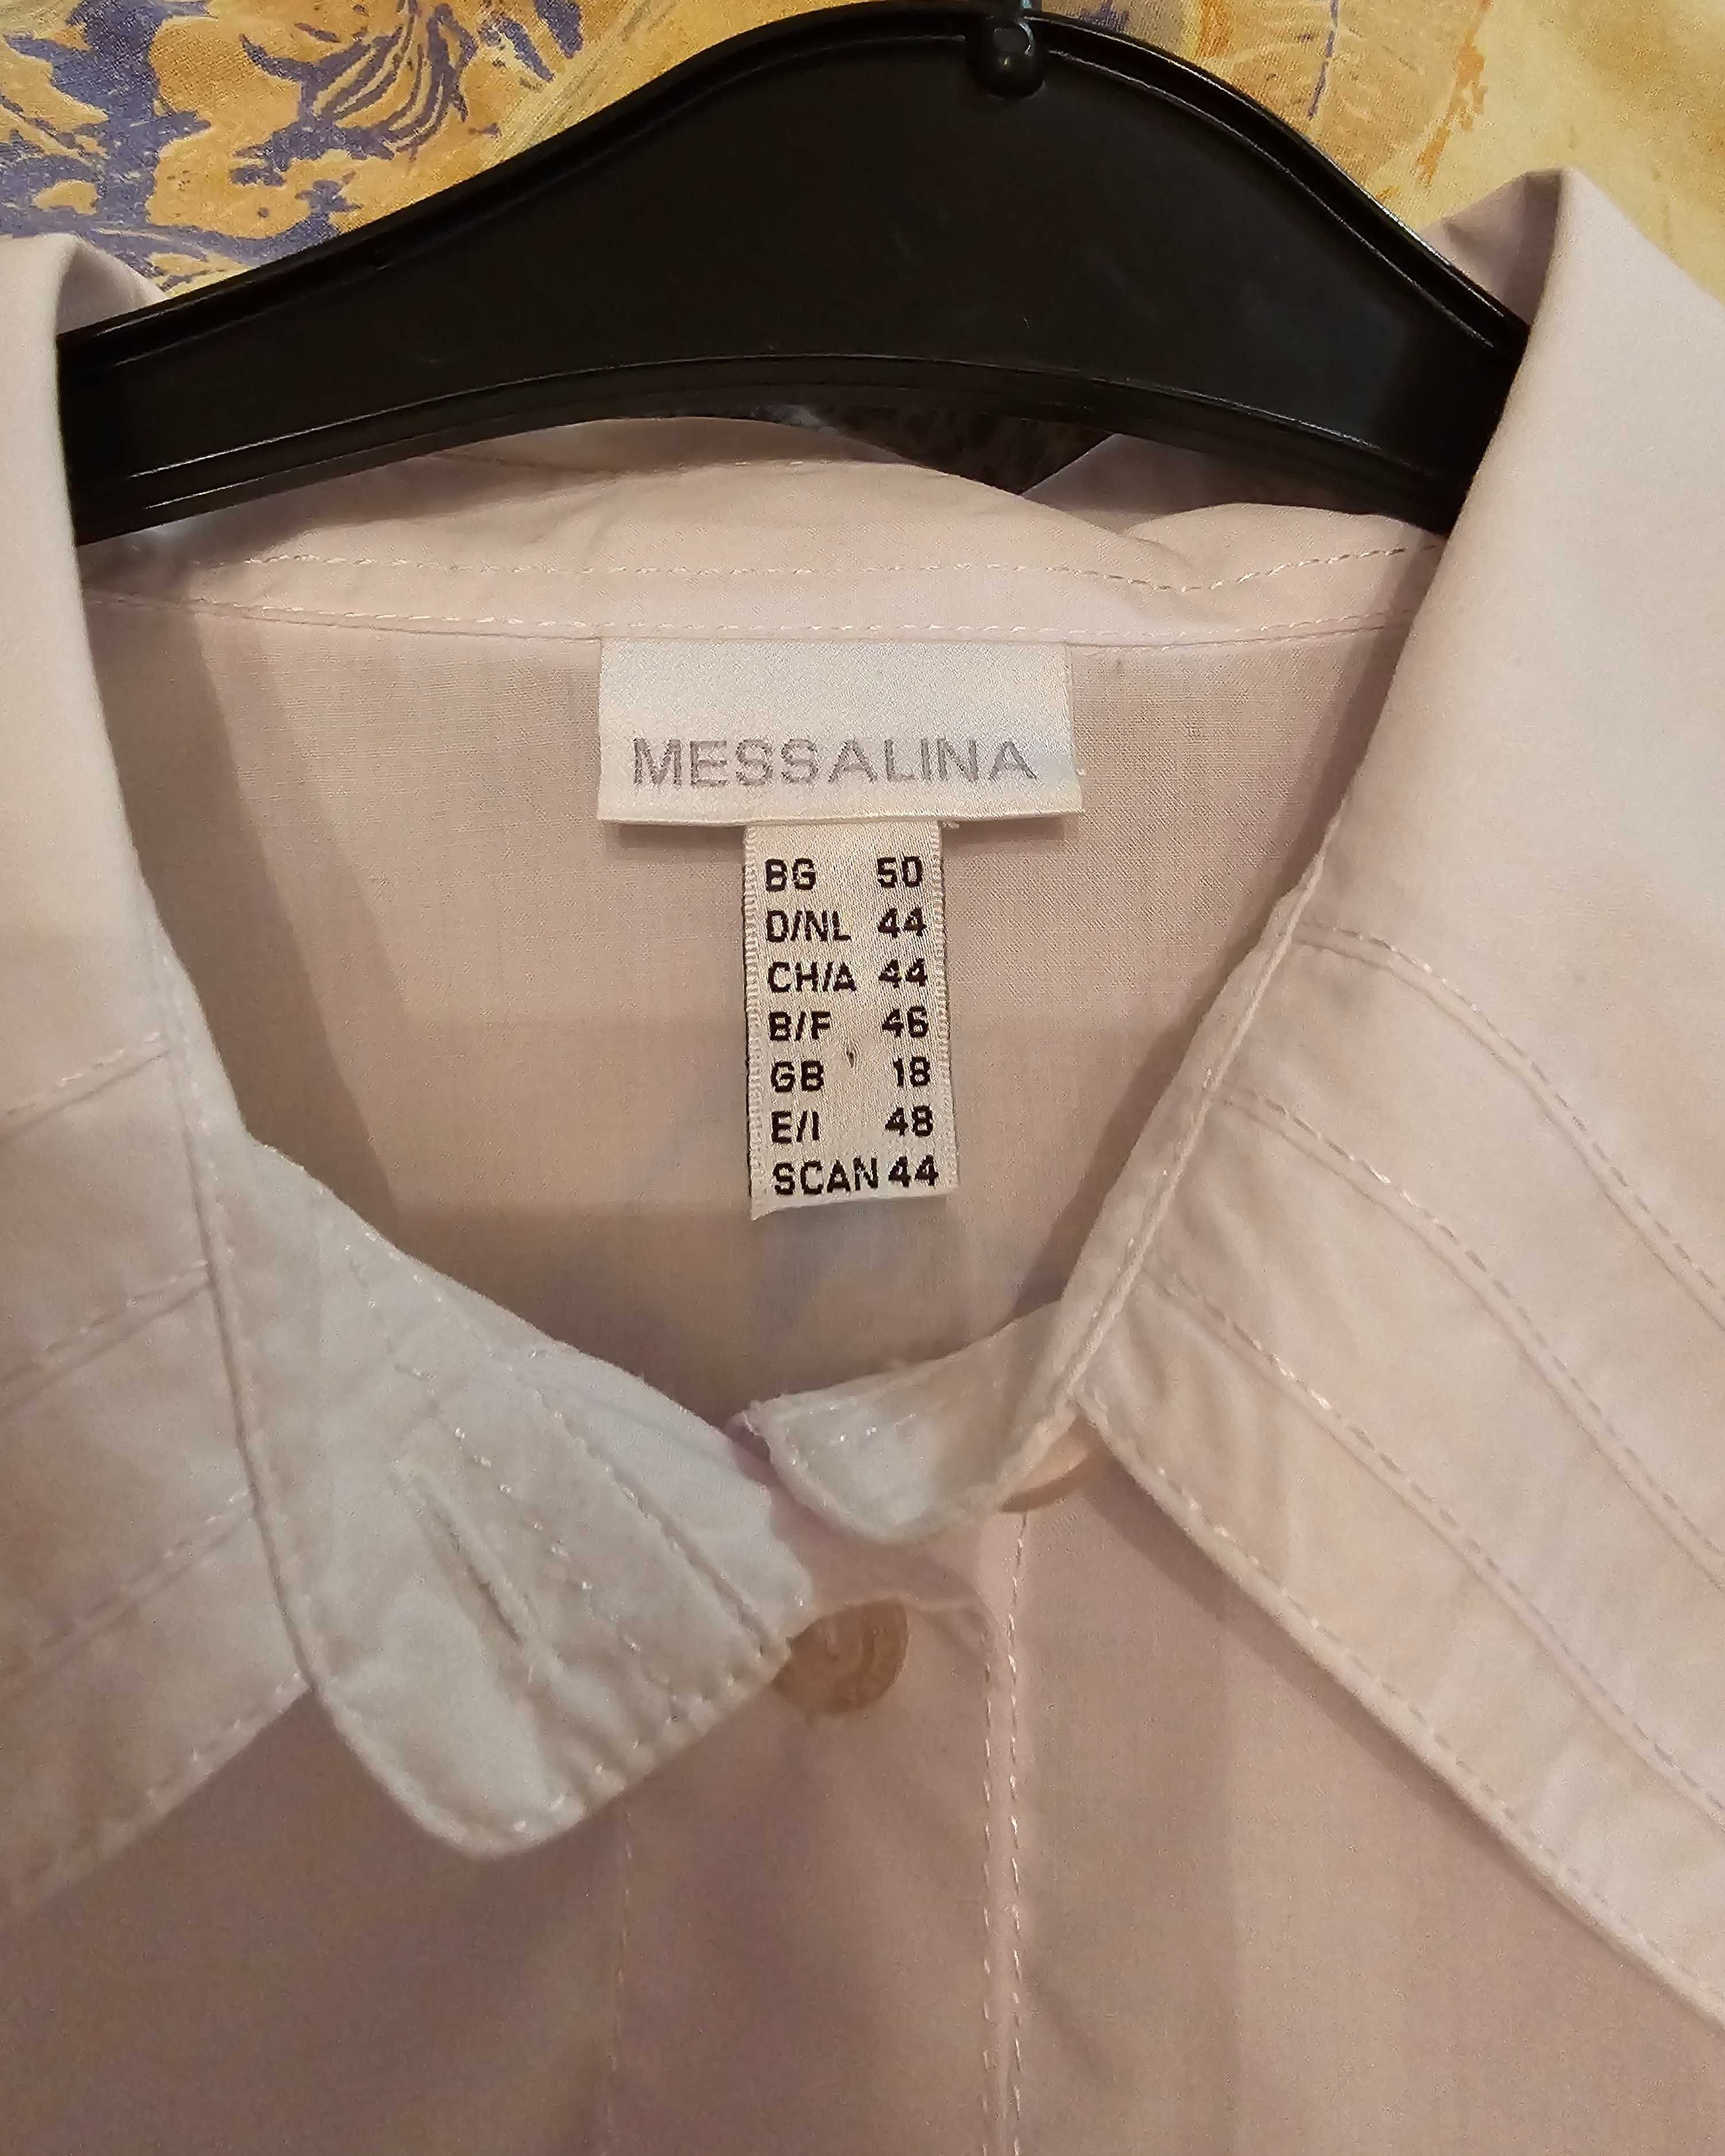 MESSALINA
BG 50
D/NL 44
CH/A 44
B/F 46
GB 18
E/I 48
SCAN 44